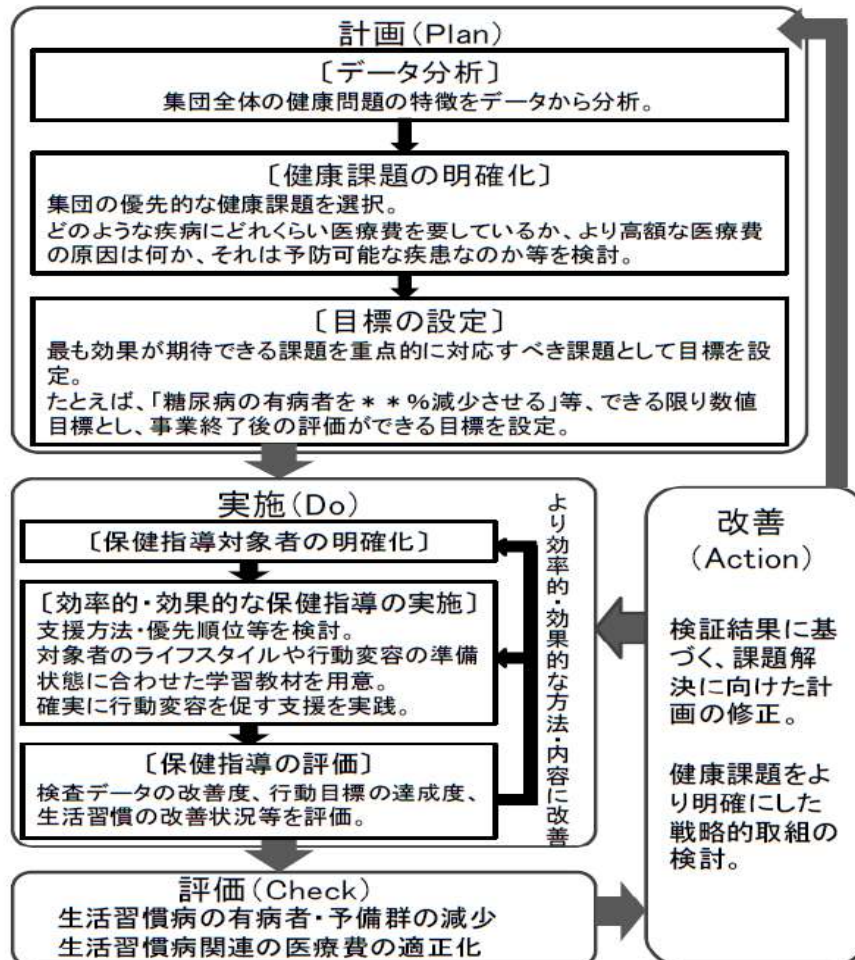 計画(Plan)
〔データ分析〕
集団全体の健康問題の特徴をデータから分析。
〔健康課題の明確化〕
集団の優先的な健康課題を選択。
どのような疾病にどれくらい医療費を要しているか、より高額な医療費
の原因は何か、それは予防可能な疾患なのか等を検討。
〔目標の設定〕
最も効果が期待できる課題を重点的に対応すべき課題として目標を設
定。
たとえば、「糖尿病の有病者を**%減少させる」等、できる限り数値
目標とし、事業終了後の評価ができる目標を設定。
実施(Do)
〔保健指導対象者の明確化〕
〔効率的・効果的な保健指導の実施〕
支援方法・優先順位等を検討。
対象者のライフスタイルや行動変容の準備
状態に合わせた学習教材を用意。
確実に行動変容を促す支援を実践。
〔保健指導の評価〕
検査データの改善度、行動目標の達成度、
生活習慣の改善状況等を評価。
より効率的・効果的な方法・内容に改善
評価(Check)
生活習慣病の有病者・予備群の減少
生活習慣病関連の医療費の適正化
改善
(Action)
検証結果に基
づく、課題解
決に向けた計
画の修正。
健康課題をよ
り明確にした
戦略的取組の
検討。